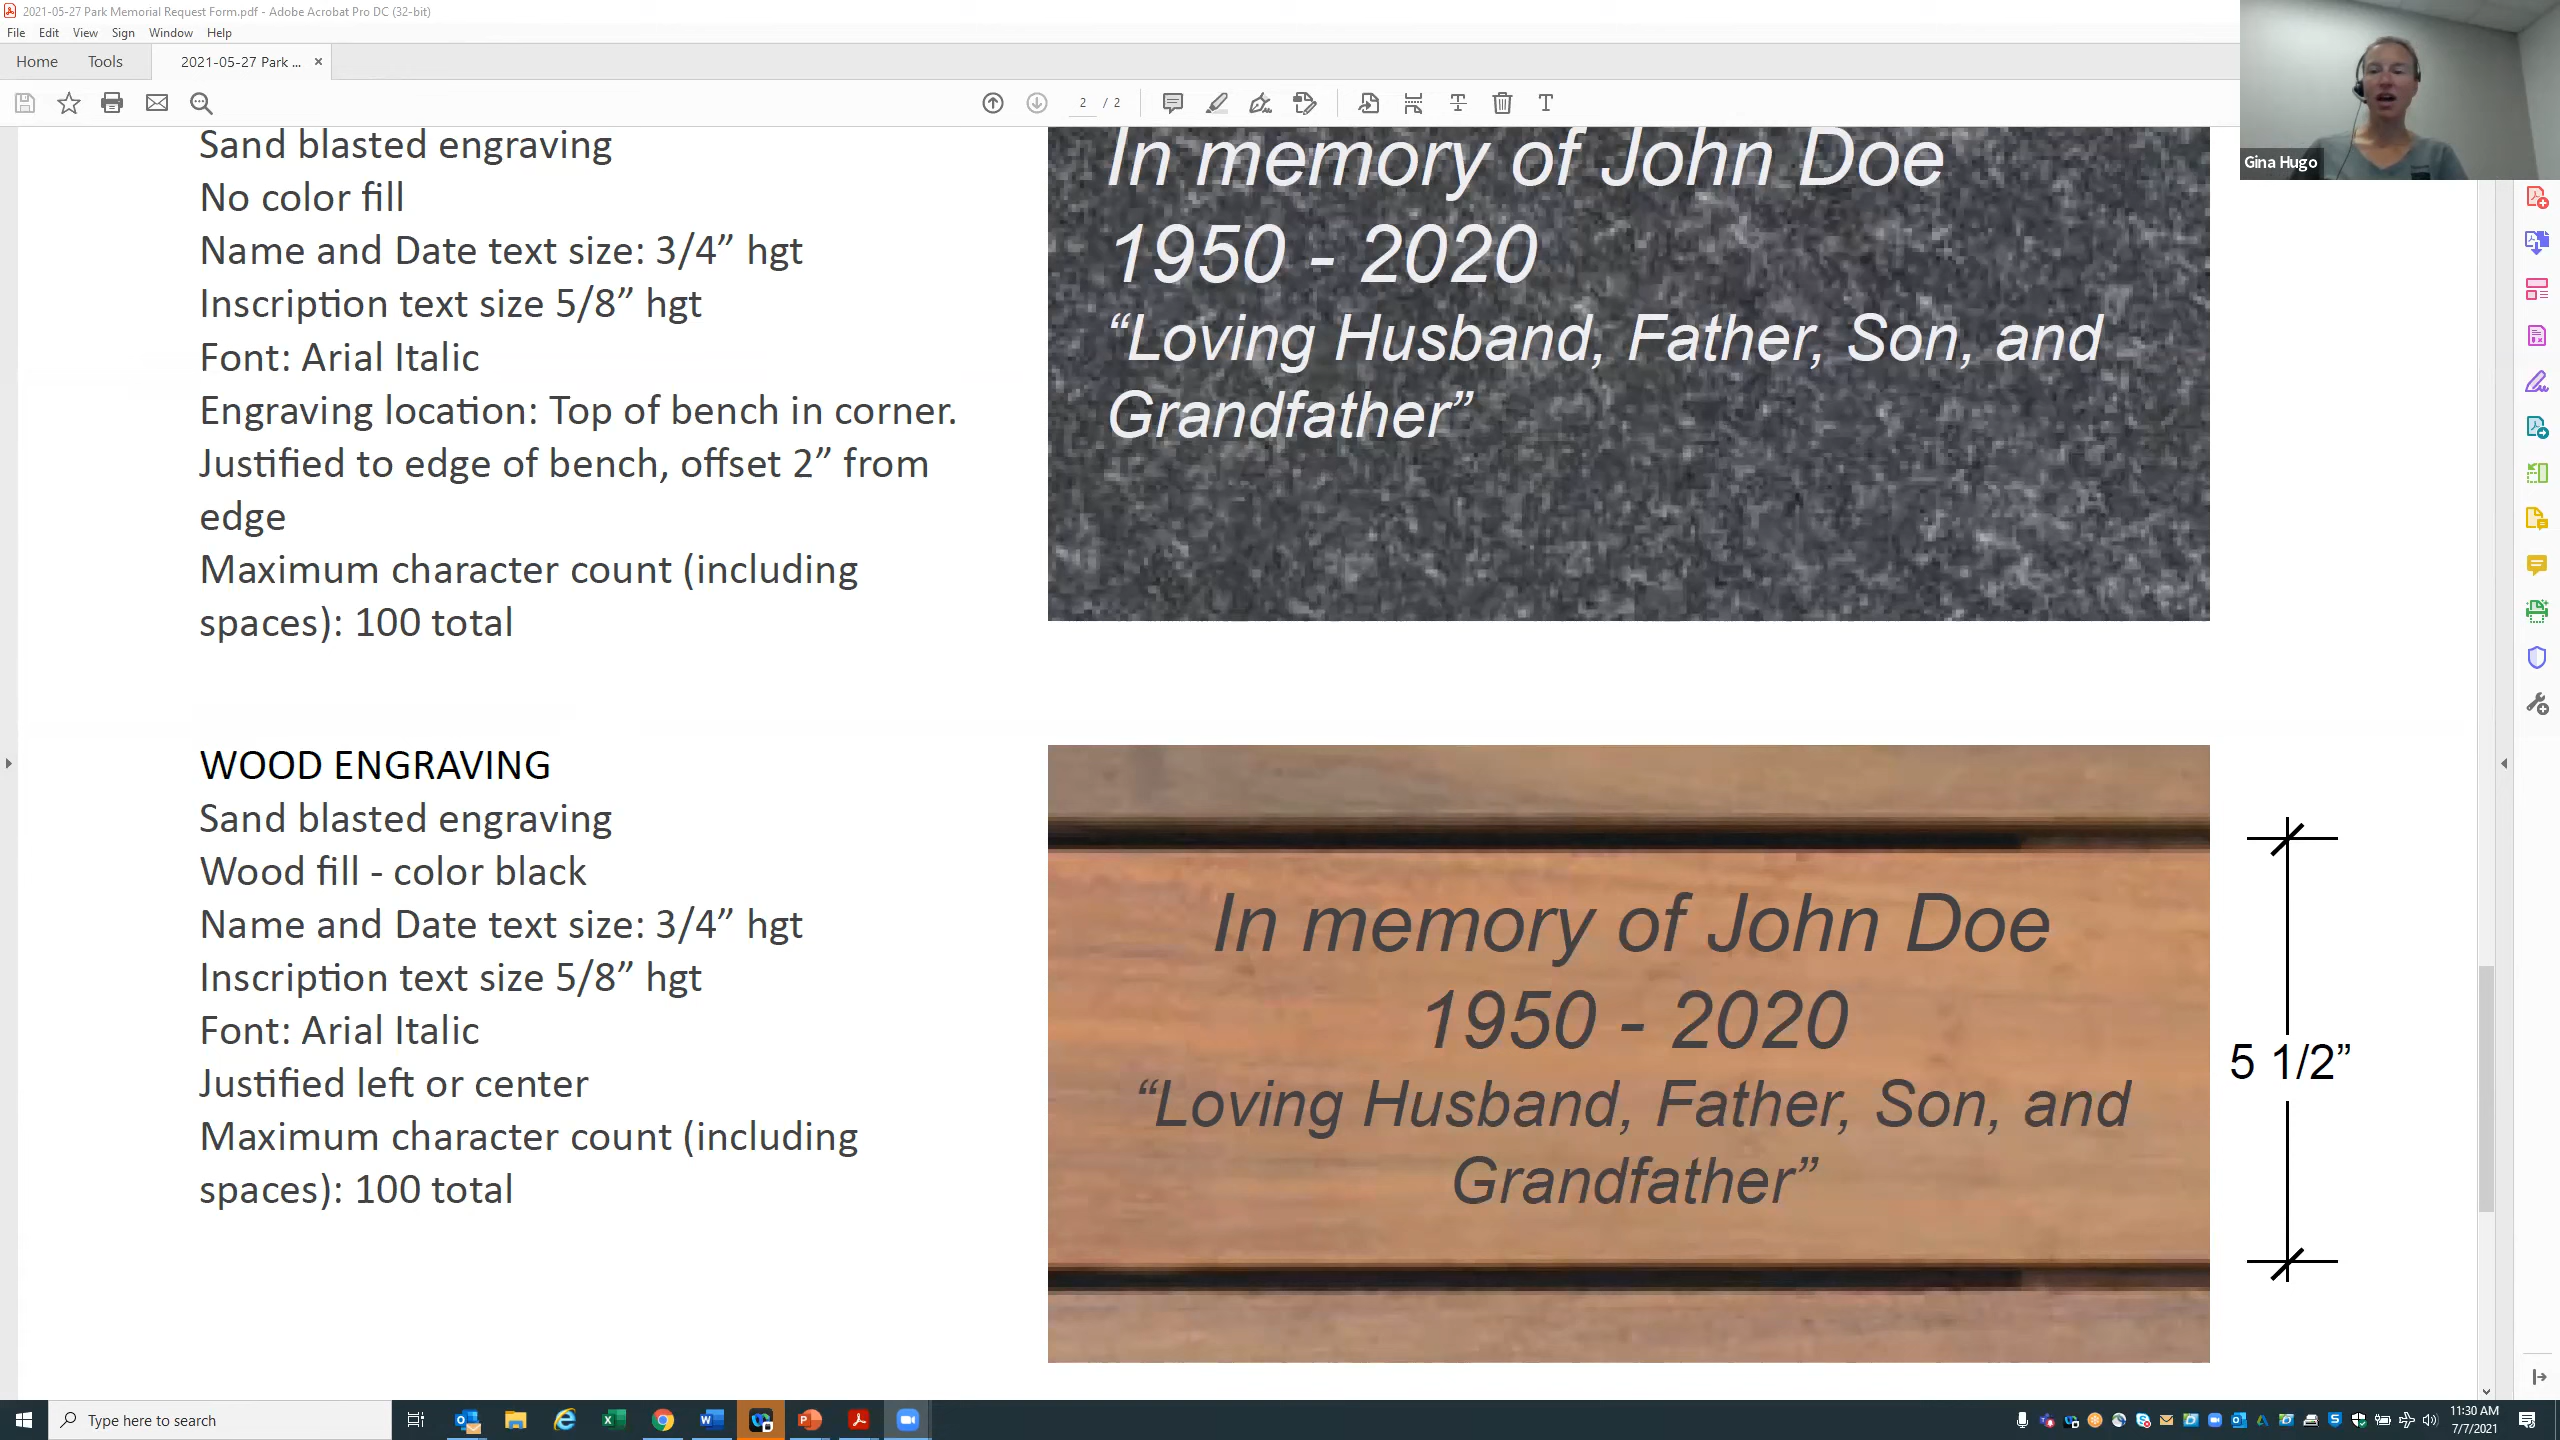 2021-05-27 Park Memorial Request Form.pdf - Adobe Acrobat Pro DC (32-bit)
File Edit View Sign Window Help
Home Tools 2021-05-27 Park ... ×
2 / 2
Gina Hugo
Sand blasted engraving
No color fill
Name and Date text size: 3/4” hgt
Inscription text size 5/8” hgt
Font: Arial Italic
Engraving location: Top of bench in corner.
Justified to edge of bench, offset 2” from
edge
Maximum character count (including
spaces): 100 total
In memory of John Doe
1950 - 2020
“Loving Husband, Father, Son, and
Grandfather”
WOOD ENGRAVING
Sand blasted engraving
Wood fill - color black
Name and Date text size: 3/4” hgt
Inscription text size 5/8” hgt
Font: Arial Italic
Justified left or center
Maximum character count (including
spaces): 100 total
In memory of John Doe
1950 - 2020
“Loving Husband, Father, Son, and
Grandfather”
5 1/2”
Type here to search
11:30 AM
7/7/2021